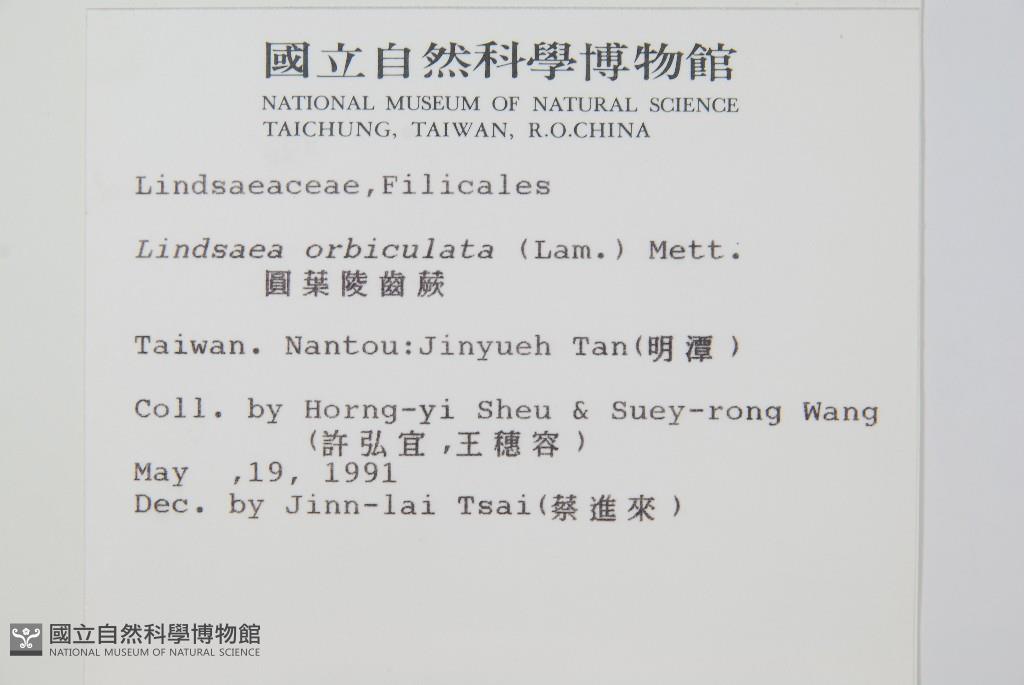 國立自然科學博物館
NATIONAL MUSEUM OF NATURAL SCIENCE
TAICHUNG, TAIWAN, R.O.CHINA
Lindsaeaceae,Filicales
Lindsaea orbiculata (Lam.) Mett.
圓葉陵齒蕨
Taiwan. Nantou:Jinyueh Tan(明潭)
Coll. by Horng-yi Sheu & Suey-rong Wang
(許弘宜,王穗容)
May ,19, 1991
Dec. by Jinn-lai Tsai(蔡進來)
國立自然科學博物館
NATIONAL MUSEUM OF NATURAL SCIENCE